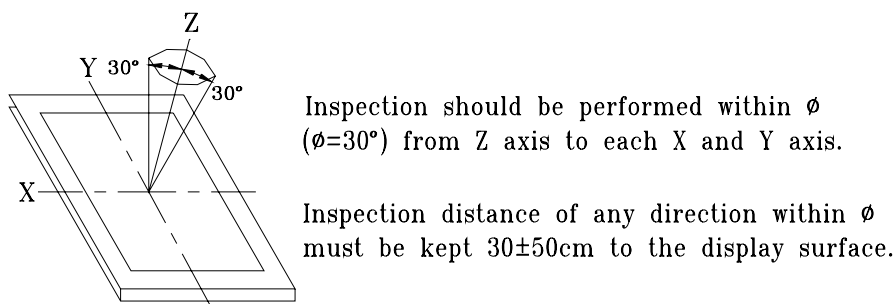 Z
Y 30°
30°
X
Inspection should be performed within ø
(ø=30°) from Z axis to each X and Y axis.
Inspection distance of any direction within ø
must be kept 30±50cm to the display surface.